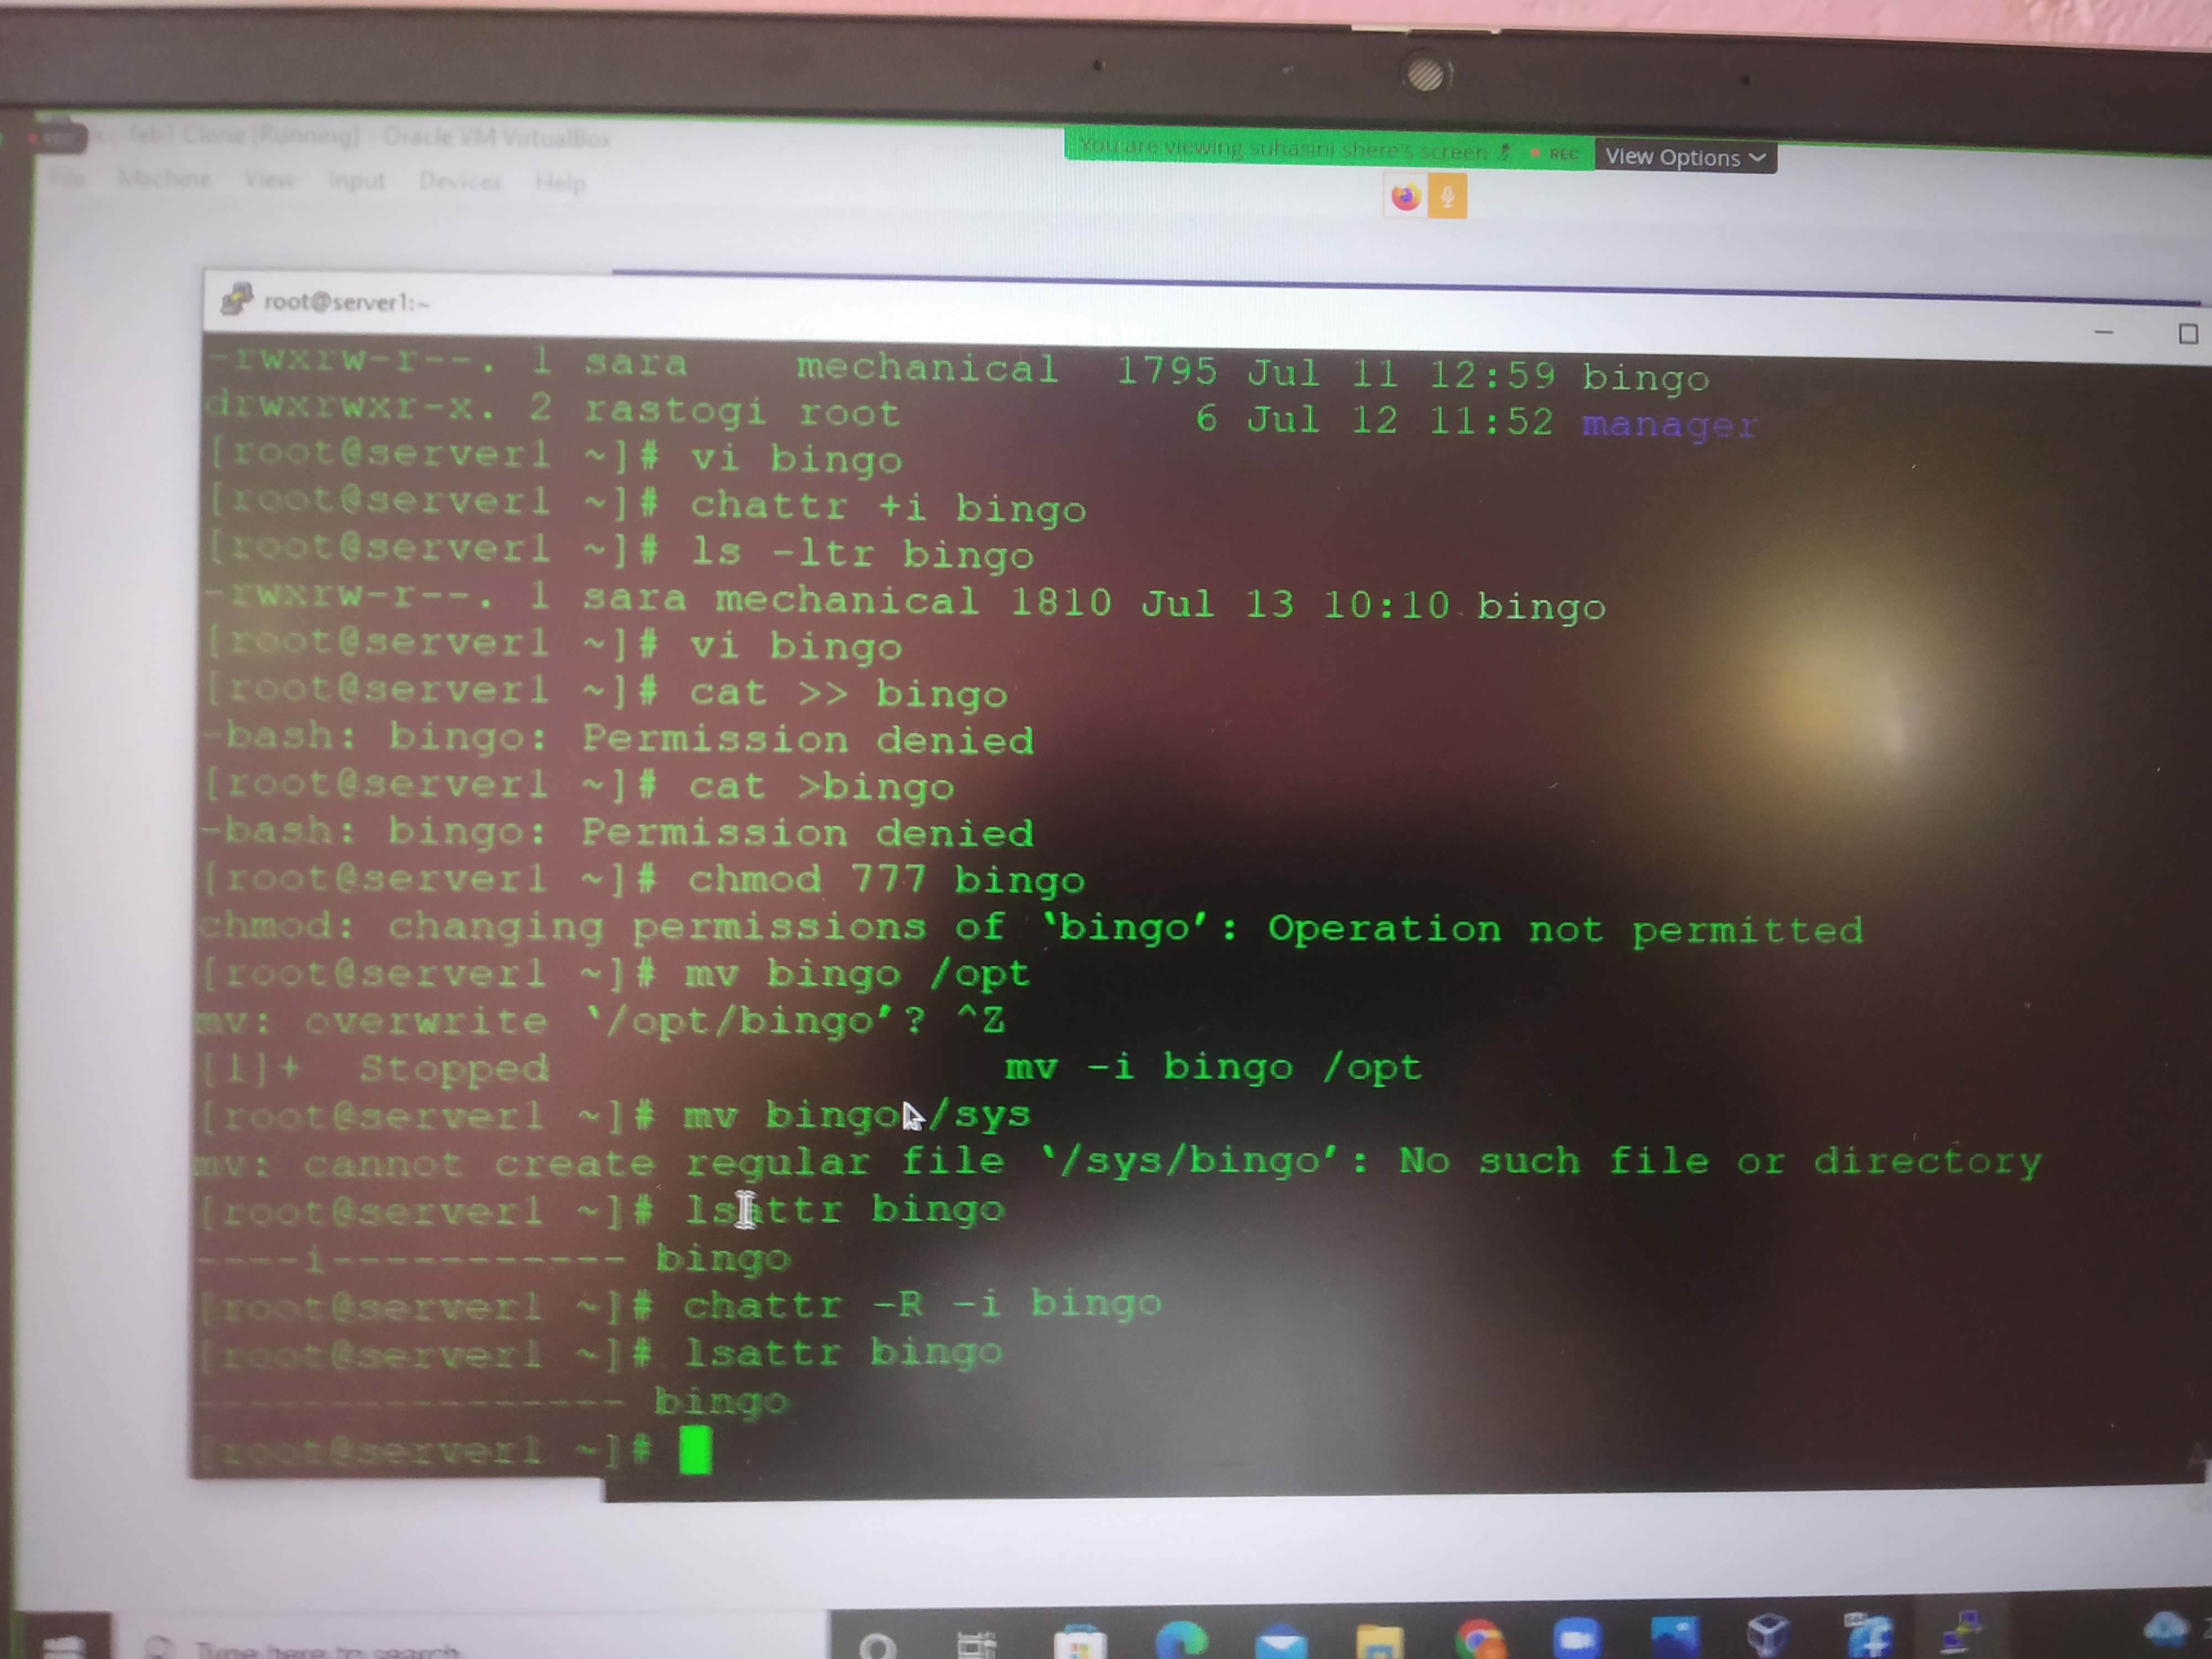 REC
-feb1 Clone [Running] - Oracle VM VirtualBox
You are viewing suhasini shere's screen
REC
View Options
File Machine View Input Devices Help
root@server1:~
-rwxrw-r--. 1 sara mechanical 1795 Jul 11 12:59 bingo
drwxrwxr-x. 2 rastogi root 6 Jul 12 11:52 manager
[root@server1 ~]# vi bingo
[root@server1 ~]# chattr +i bingo
[root@server1 ~]# ls -ltr bingo
-rwxrw-r--. 1 sara mechanical 1810 Jul 13 10:10 bingo
[root@server1 ~]# vi bingo
[root@server1 ~]# cat >> bingo
-bash: bingo: Permission denied
[root@server1 ~]# cat >bingo
-bash: bingo: Permission denied
[root@server1 ~]# chmod 777 bingo
chmod: changing permissions of ‘bingo’: Operation not permitted
[root@server1 ~]# mv bingo /opt
mv: overwrite ‘/opt/bingo’? ^Z
[1]+ Stopped mv -i bingo /opt
[root@server1 ~]# mv bingo /sys
mv: cannot create regular file ‘/sys/bingo’: No such file or directory
[root@server1 ~]# lsattr bingo
----i----------- bingo
[root@server1 ~]# chattr -R -i bingo
[root@server1 ~]# lsattr bingo
---------------- bingo
[root@server1 ~]#
Type here to search